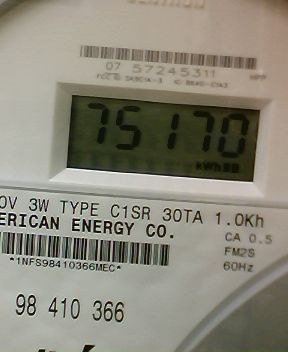 07 57245311
75170
kWh
0V 3W TYPE C1SR 30TA 1.0Kh
ERICAN ENERGY CO.
CA 0.5
FM2S
60Hz
*1NFS98410366MEC*
98 410 366